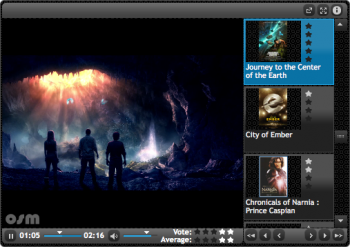 Journey to the Center
of the Earth
City of Ember
Chronicals of Narnia :
Prince Caspian
osm
01:05
02:16
Vote:
Average: